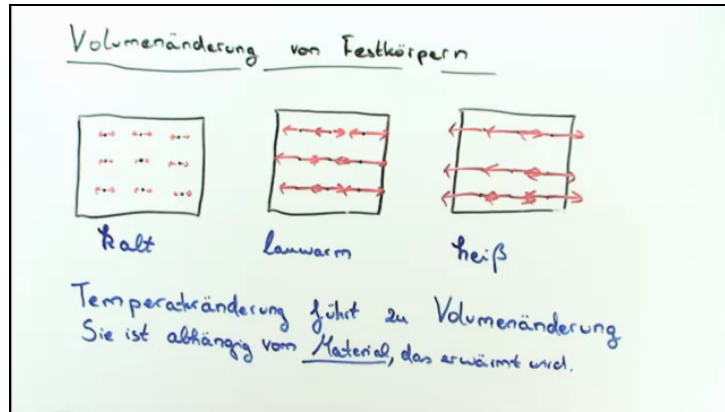 Volumenänderung von Festkörpern
kalt lauwarm heiß
Temperaturänderung führt zu Volumenänderung
Sie ist abhängig vom Material, das erwärmt wird.